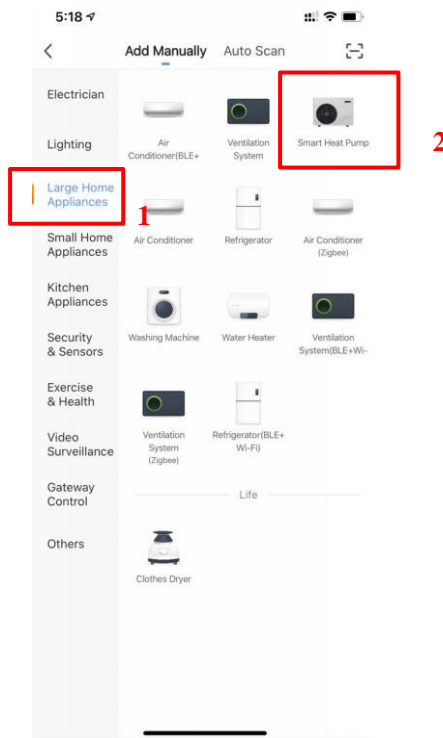 5:18
Add Manually Auto Scan
Electrician
Lighting
Large Home
Appliances
Small Home
Appliances
Kitchen
Appliances
Security
& Sensors
Exercise
& Health
Video
Surveillance
Gateway
Control
Others
1
2
Air
Conditioner(BLE+
Ventilation
System
Smart Heat Pump
Air Conditioner
Refrigerator
Air Conditioner
(Zigbee)
Washing Machine
Water Heater
Ventilation
System(BLE+Wi-
Ventilation
System
(Zigbee)
Refrigerator(BLE+
Wi-Fi)
Life
Clothes Dryer